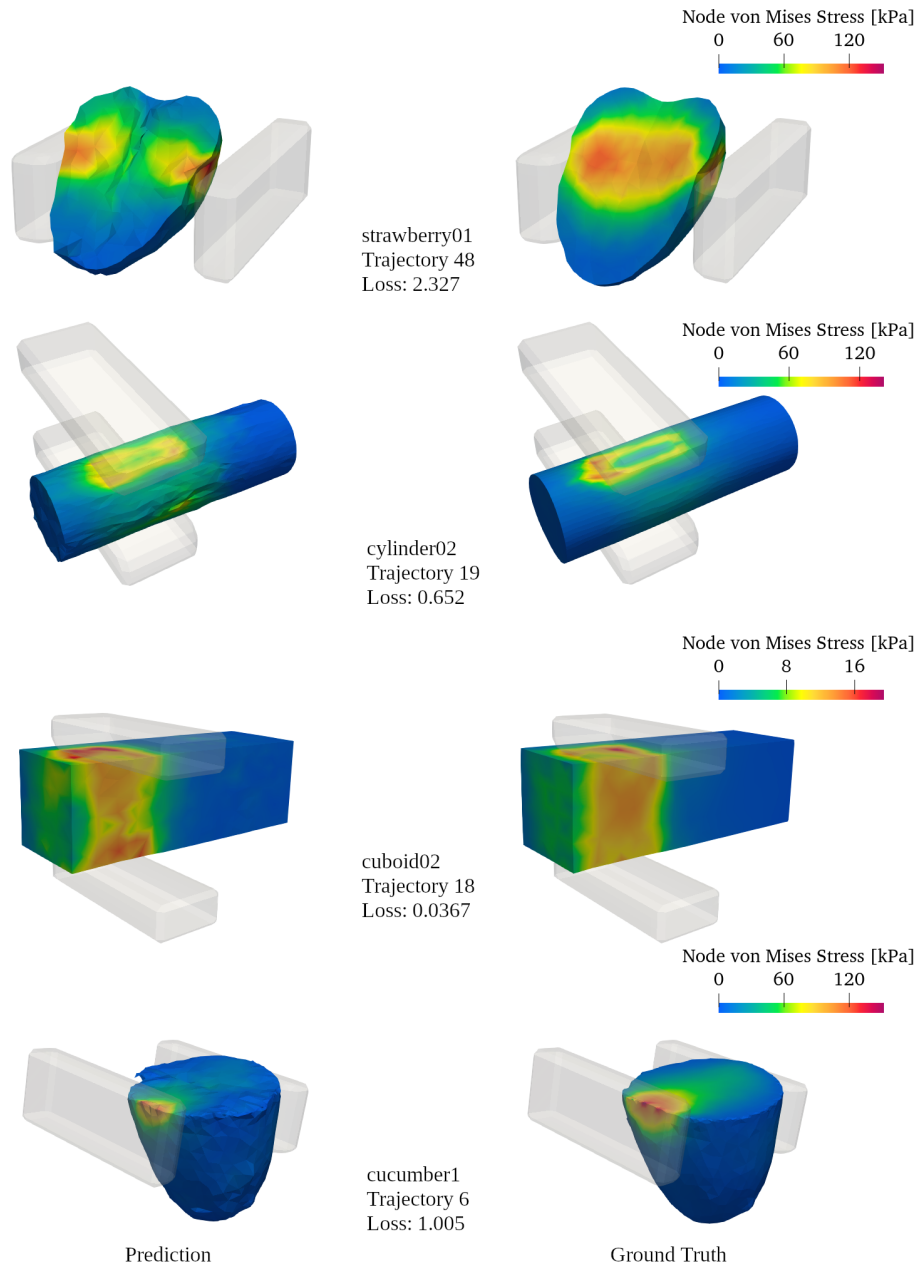 Node von Mises Stress [kPa]
0 60 120
strawberry01
Trajectory 48
Loss: 2.327
Node von Mises Stress [kPa]
0 60 120
cylinder02
Trajectory 19
Loss: 0.652
Node von Mises Stress [kPa]
0 8 16
cuboid02
Trajectory 18
Loss: 0.0367
Node von Mises Stress [kPa]
0 60 120
cucumber1
Trajectory 6
Loss: 1.005
Prediction Ground Truth